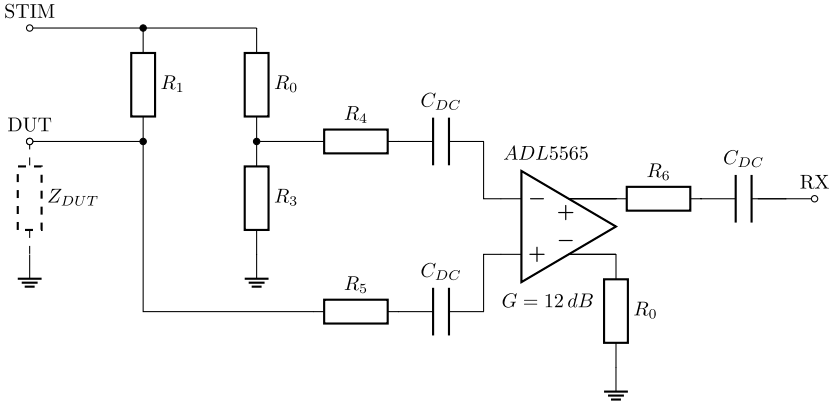 STIM
R1
R0
DUT
R4
CDC
ADL5565
R6
CDC
RX
ZDUT
R3
−
+
−
+
R5
CDC
G = 12 dB
R0